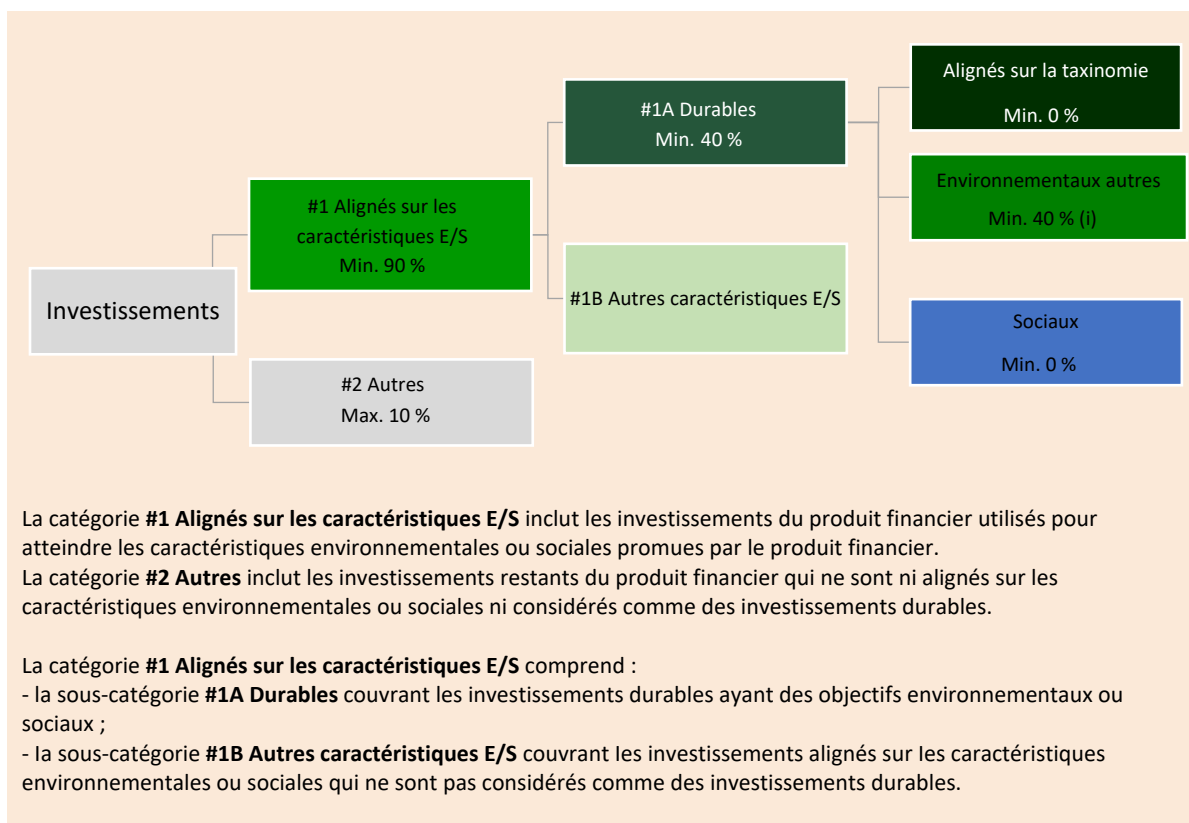 Investissements
#1 Alignés sur les
caractéristiques E/S
Min. 90 %
#2 Autres
Max. 10 %
#1A Durables
Min. 40 %
#1B Autres caractéristiques E/S
Alignés sur la taxinomie
Min. 0 %
Environnementaux autres
Min. 40 % (i)
Sociaux
Min. 0 %
La catégorie #1 Alignés sur les caractéristiques E/S inclut les investissements du produit financier utilisés pour
atteindre les caractéristiques environnementales ou sociales promues par le produit financier.
La catégorie #2 Autres inclut les investissements restants du produit financier qui ne sont ni alignés sur les
caractéristiques environnementales ou sociales ni considérés comme des investissements durables.
La catégorie #1 Alignés sur les caractéristiques E/S comprend :
- la sous-catégorie #1A Durables couvrant les investissements durables ayant des objectifs environnementaux ou
sociaux ;
- la sous-catégorie #1B Autres caractéristiques E/S couvrant les investissements alignés sur les caractéristiques
environnementales ou sociales qui ne sont pas considérés comme des investissements durables.